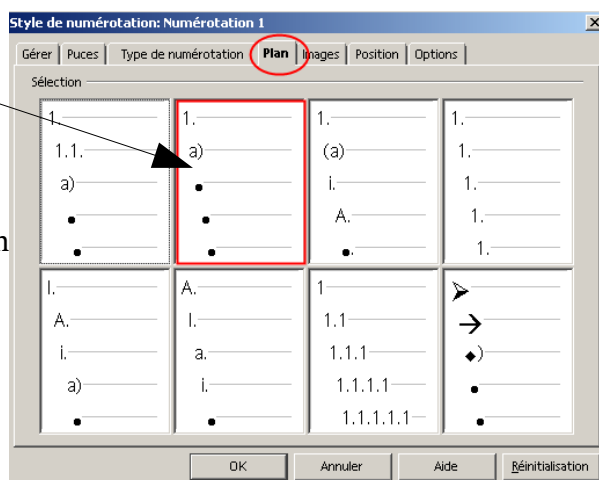 Style de numérotation: Numérotation 1
Gérer Puces Type de numérotation Plan Images Position Options
Sélection
1. 1. 1. 1.
1.1. a) (a) 1.
a) • i. 1.
• • A. 1.
• • •. 1.
n
I. A. 1 ➢
A. I. 1.1 →
i. a. 1.1.1 ◆)
a) i. 1.1.1.1 •
• • 1.1.1.1.1 •
OK Annuler Aide Réinitialisation